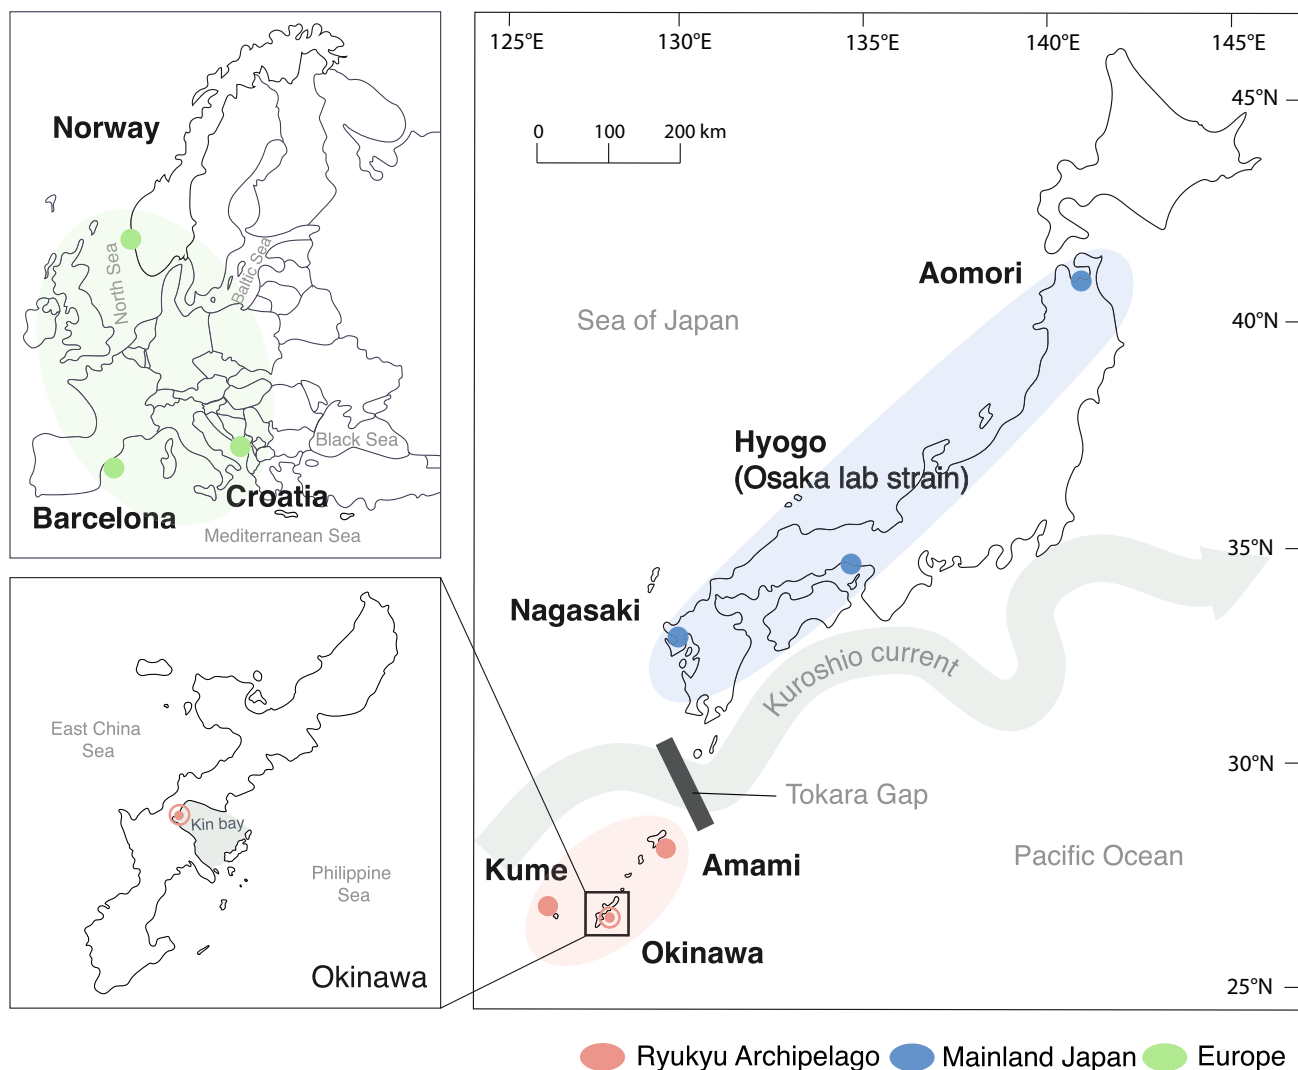 Norway
North Sea
Baltic Sea
Black Sea
Croatia
Barcelona
Mediterranean Sea
125°E
130°E
135°E
140°E
145°E
45°N
0
100
200 km
Aomori
Sea of Japan
40°N
Hyogo
(Osaka lab strain)
35°N
Nagasaki
Kuroshio current
30°N
Tokara Gap
Kume
Amami
Pacific Ocean
Okinawa
25°N
East China
Sea
Kin bay
Philippine
Sea
Okinawa
Ryukyu Archipelago
Mainland Japan
Europe